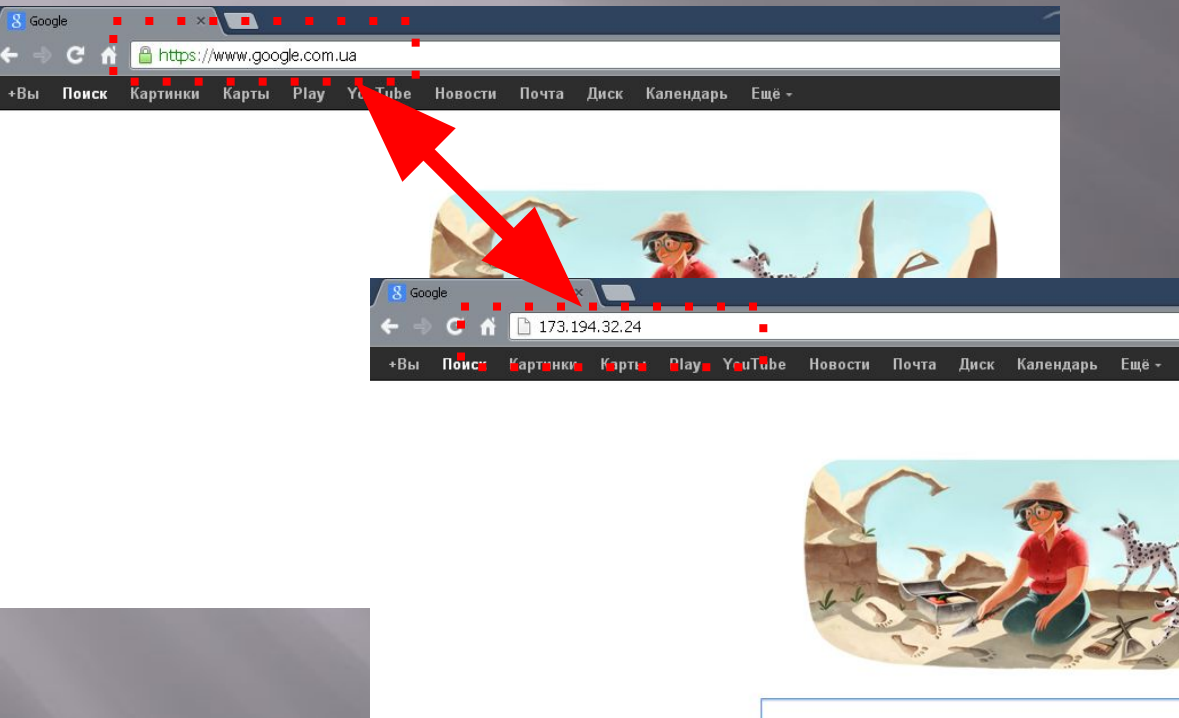 Google
https://www.google.com.ua
+Вы Поиск Картинки Карты Play YouTube Новости Почта Диск Календарь Ещё
Google
173.194.32.24
+Вы Поиск Картинки Карты Play YouTube Новости Почта Диск Календарь Ещё